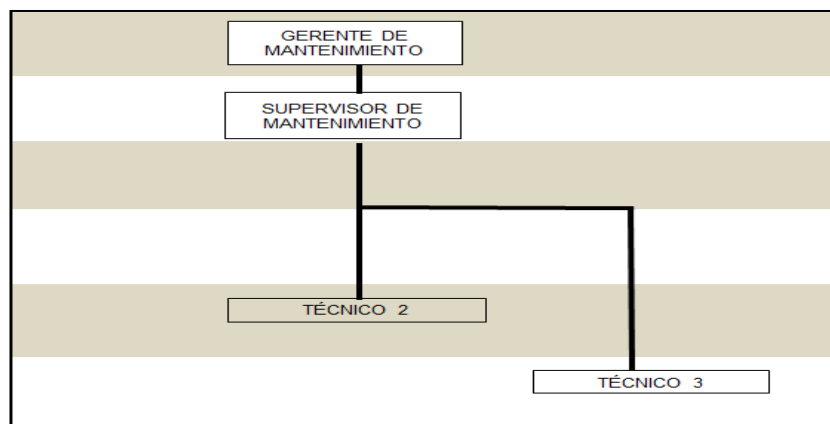 GERENTE DE
MANTENIMIENTO
SUPERVISOR DE
MANTENIMIENTO
TÉCNICO 2
TÉCNICO 3